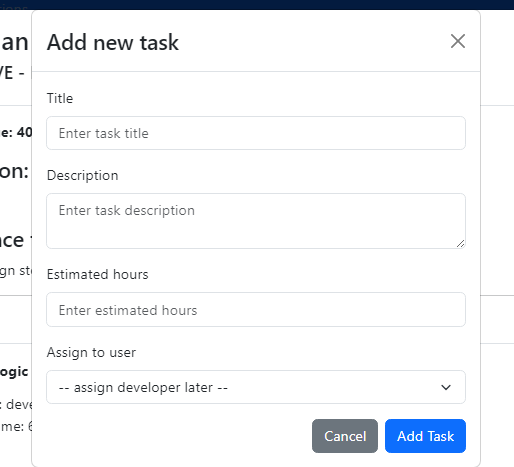 an
Add new task
VE -
Title
e: 40
Enter task title
on:
Description
Enter task description
nce
gn st
Estimated hours
Enter estimated hours
Assign to user
ogic
-- assign developer later --
: deve
me: 6
Cancel
Add Task